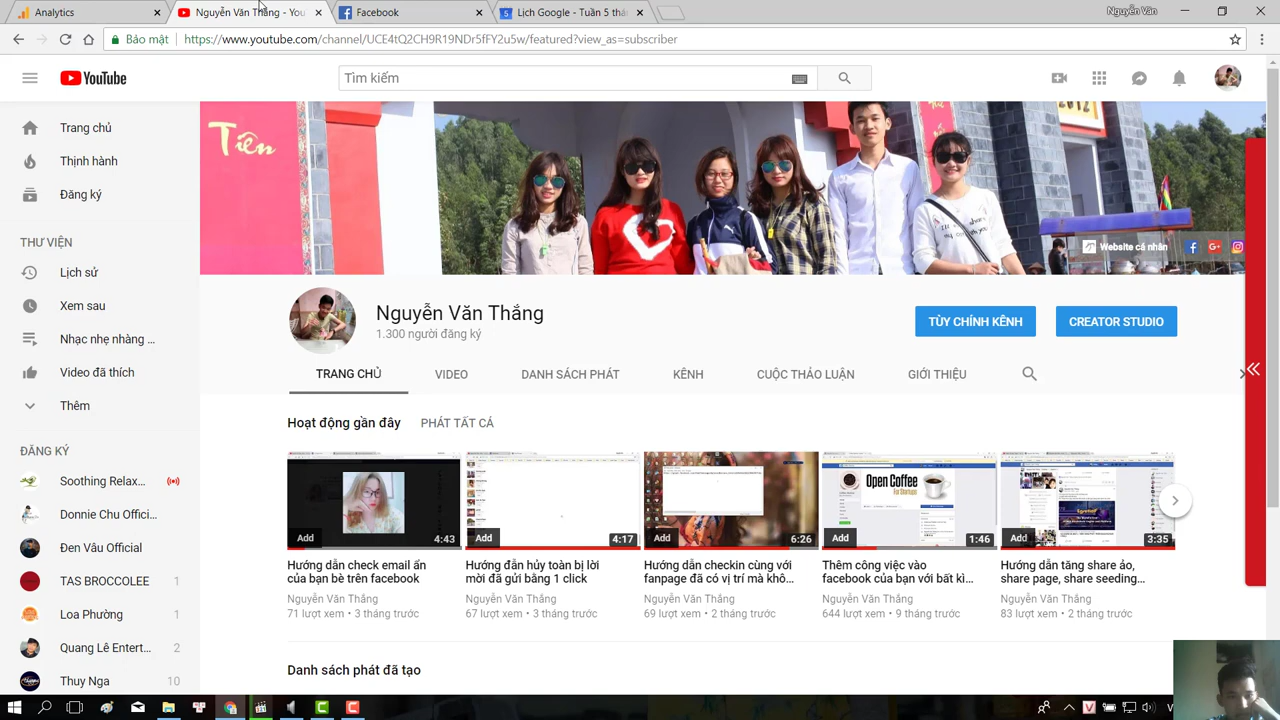 Analytics
Nguyễn Văn Thắng - You
Facebook
Lịch Google - Tuần 5 thá
Nguyễn Văn
Bảo mật
https://www.youtube.com/channel/UCE4tQ2CH9R19NDr5fFY2u5w/featured?view_as=subscriber
YouTube
Tìm kiếm
Trang chủ
Thịnh hành
Đăng ký
THƯ VIỆN
Lịch sử
Xem sau
Nhạc nhẹ nhàng ...
Video đã thích
Thêm
ĐĂNG KÝ
Soothing Relax...
Donnie Chu Offici...
Đen Vâu Official
TAS BROCCOLEE 1
Loa Phường 1
Quang Lê Entert... 2
Thuy Nga 10
Tiên
2012
Website cá nhân
Nguyễn Văn Thắng
1.300 người đăng ký
TÙY CHỈNH KÊNH
CREATOR STUDIO
TRANG CHỦ
VIDEO
DANH SÁCH PHÁT
KÊNH
CUỘC THẢO LUẬN
GIỚI THIỆU
Hoạt động gần đây
PHÁT TẤT CẢ
Add
4:43
Add
4:17
Add
6:26
Open Coffee
Add
1:46
Add
3:35
Hướng dẫn check email ẩn
của bạn bè trên facebook
Nguyễn Văn Thắng
71 lượt xem • 3 tháng trước
Hướng dẫn hủy toàn bị lời
mời đã gửi bằng 1 click
Nguyễn Văn Thắng
67 lượt xem • 3 tháng trước
Hướng dẫn checkin cùng với
fanpage đã có vị trí mà khô...
Nguyễn Văn Thắng
69 lượt xem • 2 tháng trước
Thêm công việc vào
facebook của bạn với bất kì...
Nguyễn Văn Thắng
644 lượt xem • 9 tháng trước
Hướng dẫn tăng share ảo,
share page, share seeding...
Nguyễn Văn Thắng
83 lượt xem • 2 tháng trước
Danh sách phát đã tạo